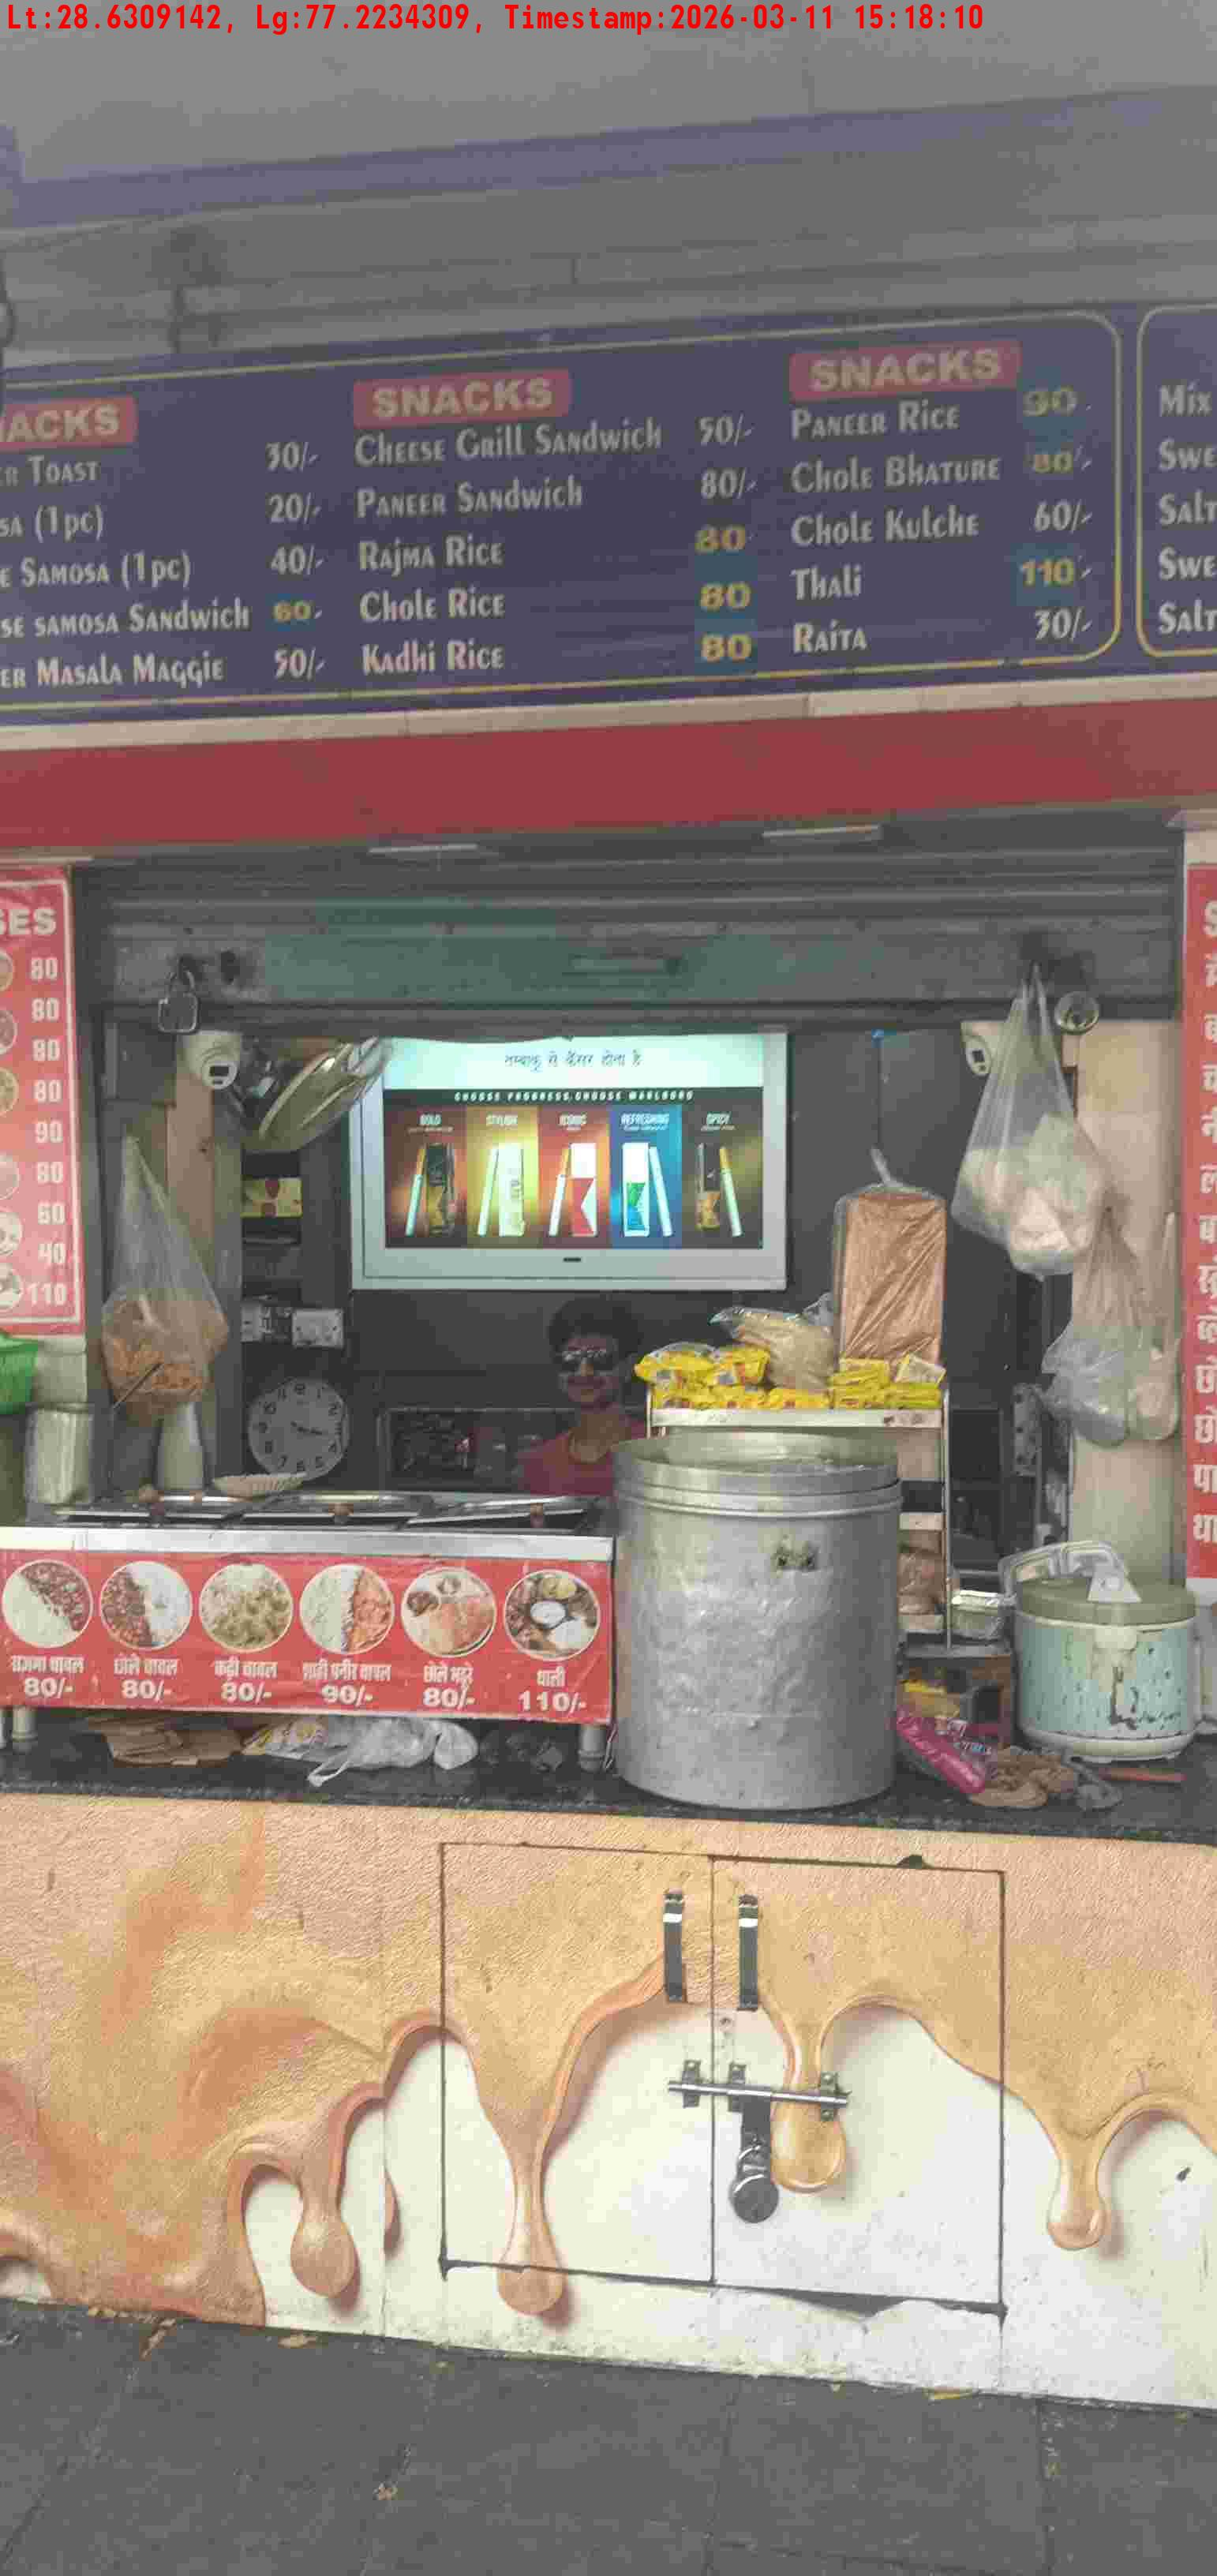 Lt:28.6309142, Lg:77.2234309, Timestamp:2026-03-11 15:18:10
SNACKS
TOAST 30/-
(1pc) 20/-
SAMOSA (1pc) 40/-
SAMOSA SANDWICH 60/-
MASALA MAGGIE 50/-
SNACKS
CHEESE GRILL SANDWICH 50/-
PANEER SANDWICH 80/-
RAJMA RICE 80
CHOLE RICE 80
KADHI RICE 80
SNACKS
PANEER RICE 90
CHOLE BHATURE 80/-
CHOLE KULCHE 60/-
THALI 110/-
RAITA 30/-
MIX
80
80
80
80
90
80
60
40
110
तम्बाकू से कैंसर होता है
CHOOSE PROGRESS, CHOOSE MARLBORO
BOLD
STYLISH
ICONIC
REFRESHING
SPICY
राजमा चावल
80/-
छोले चावल
80/-
कढ़ी चावल
80/-
शाही पनीर चावल
90/-
छोले भटूरे
80/-
थाली
110/-